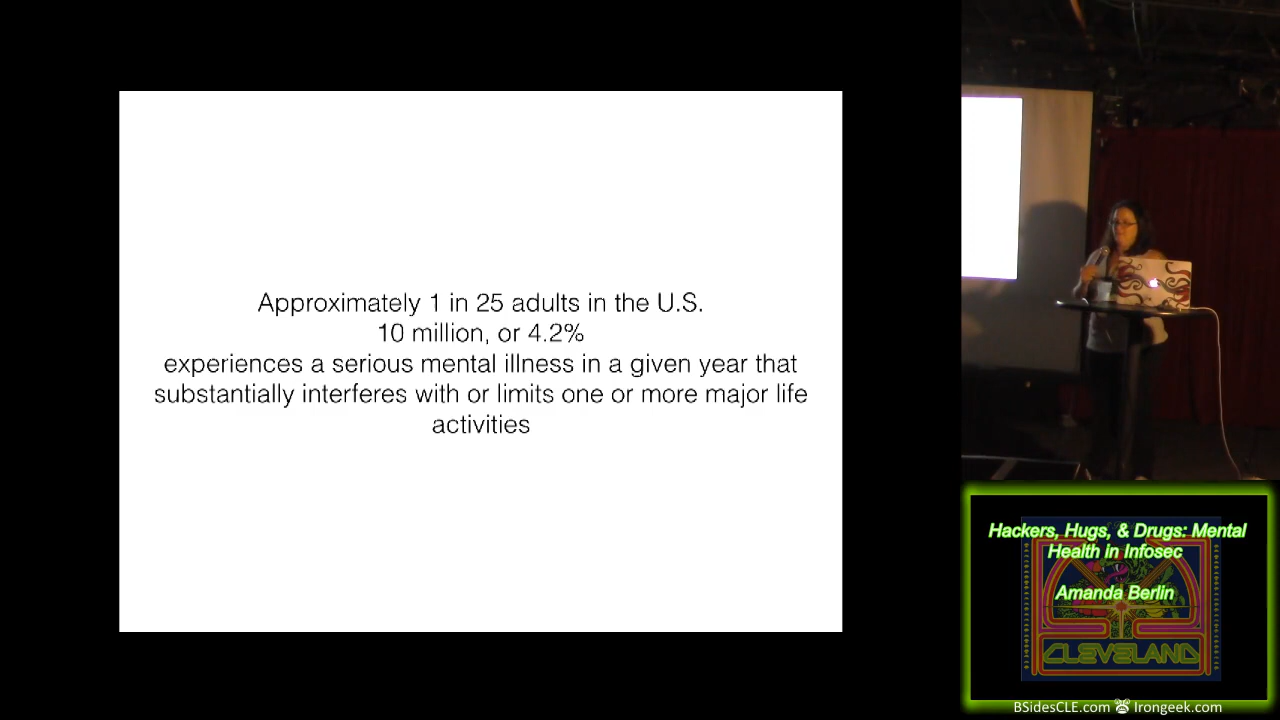 Approximately 1 in 25 adults in the U.S.
10 million, or 4.2%
experiences a serious mental illness in a given year that
substantially interferes with or limits one or more major life
activities
Hackers, Hugs, & Drugs: Mental
Health in Infosec
Amanda Berlin
CLEVELAND
BSidesCLE.com Irongeek.com